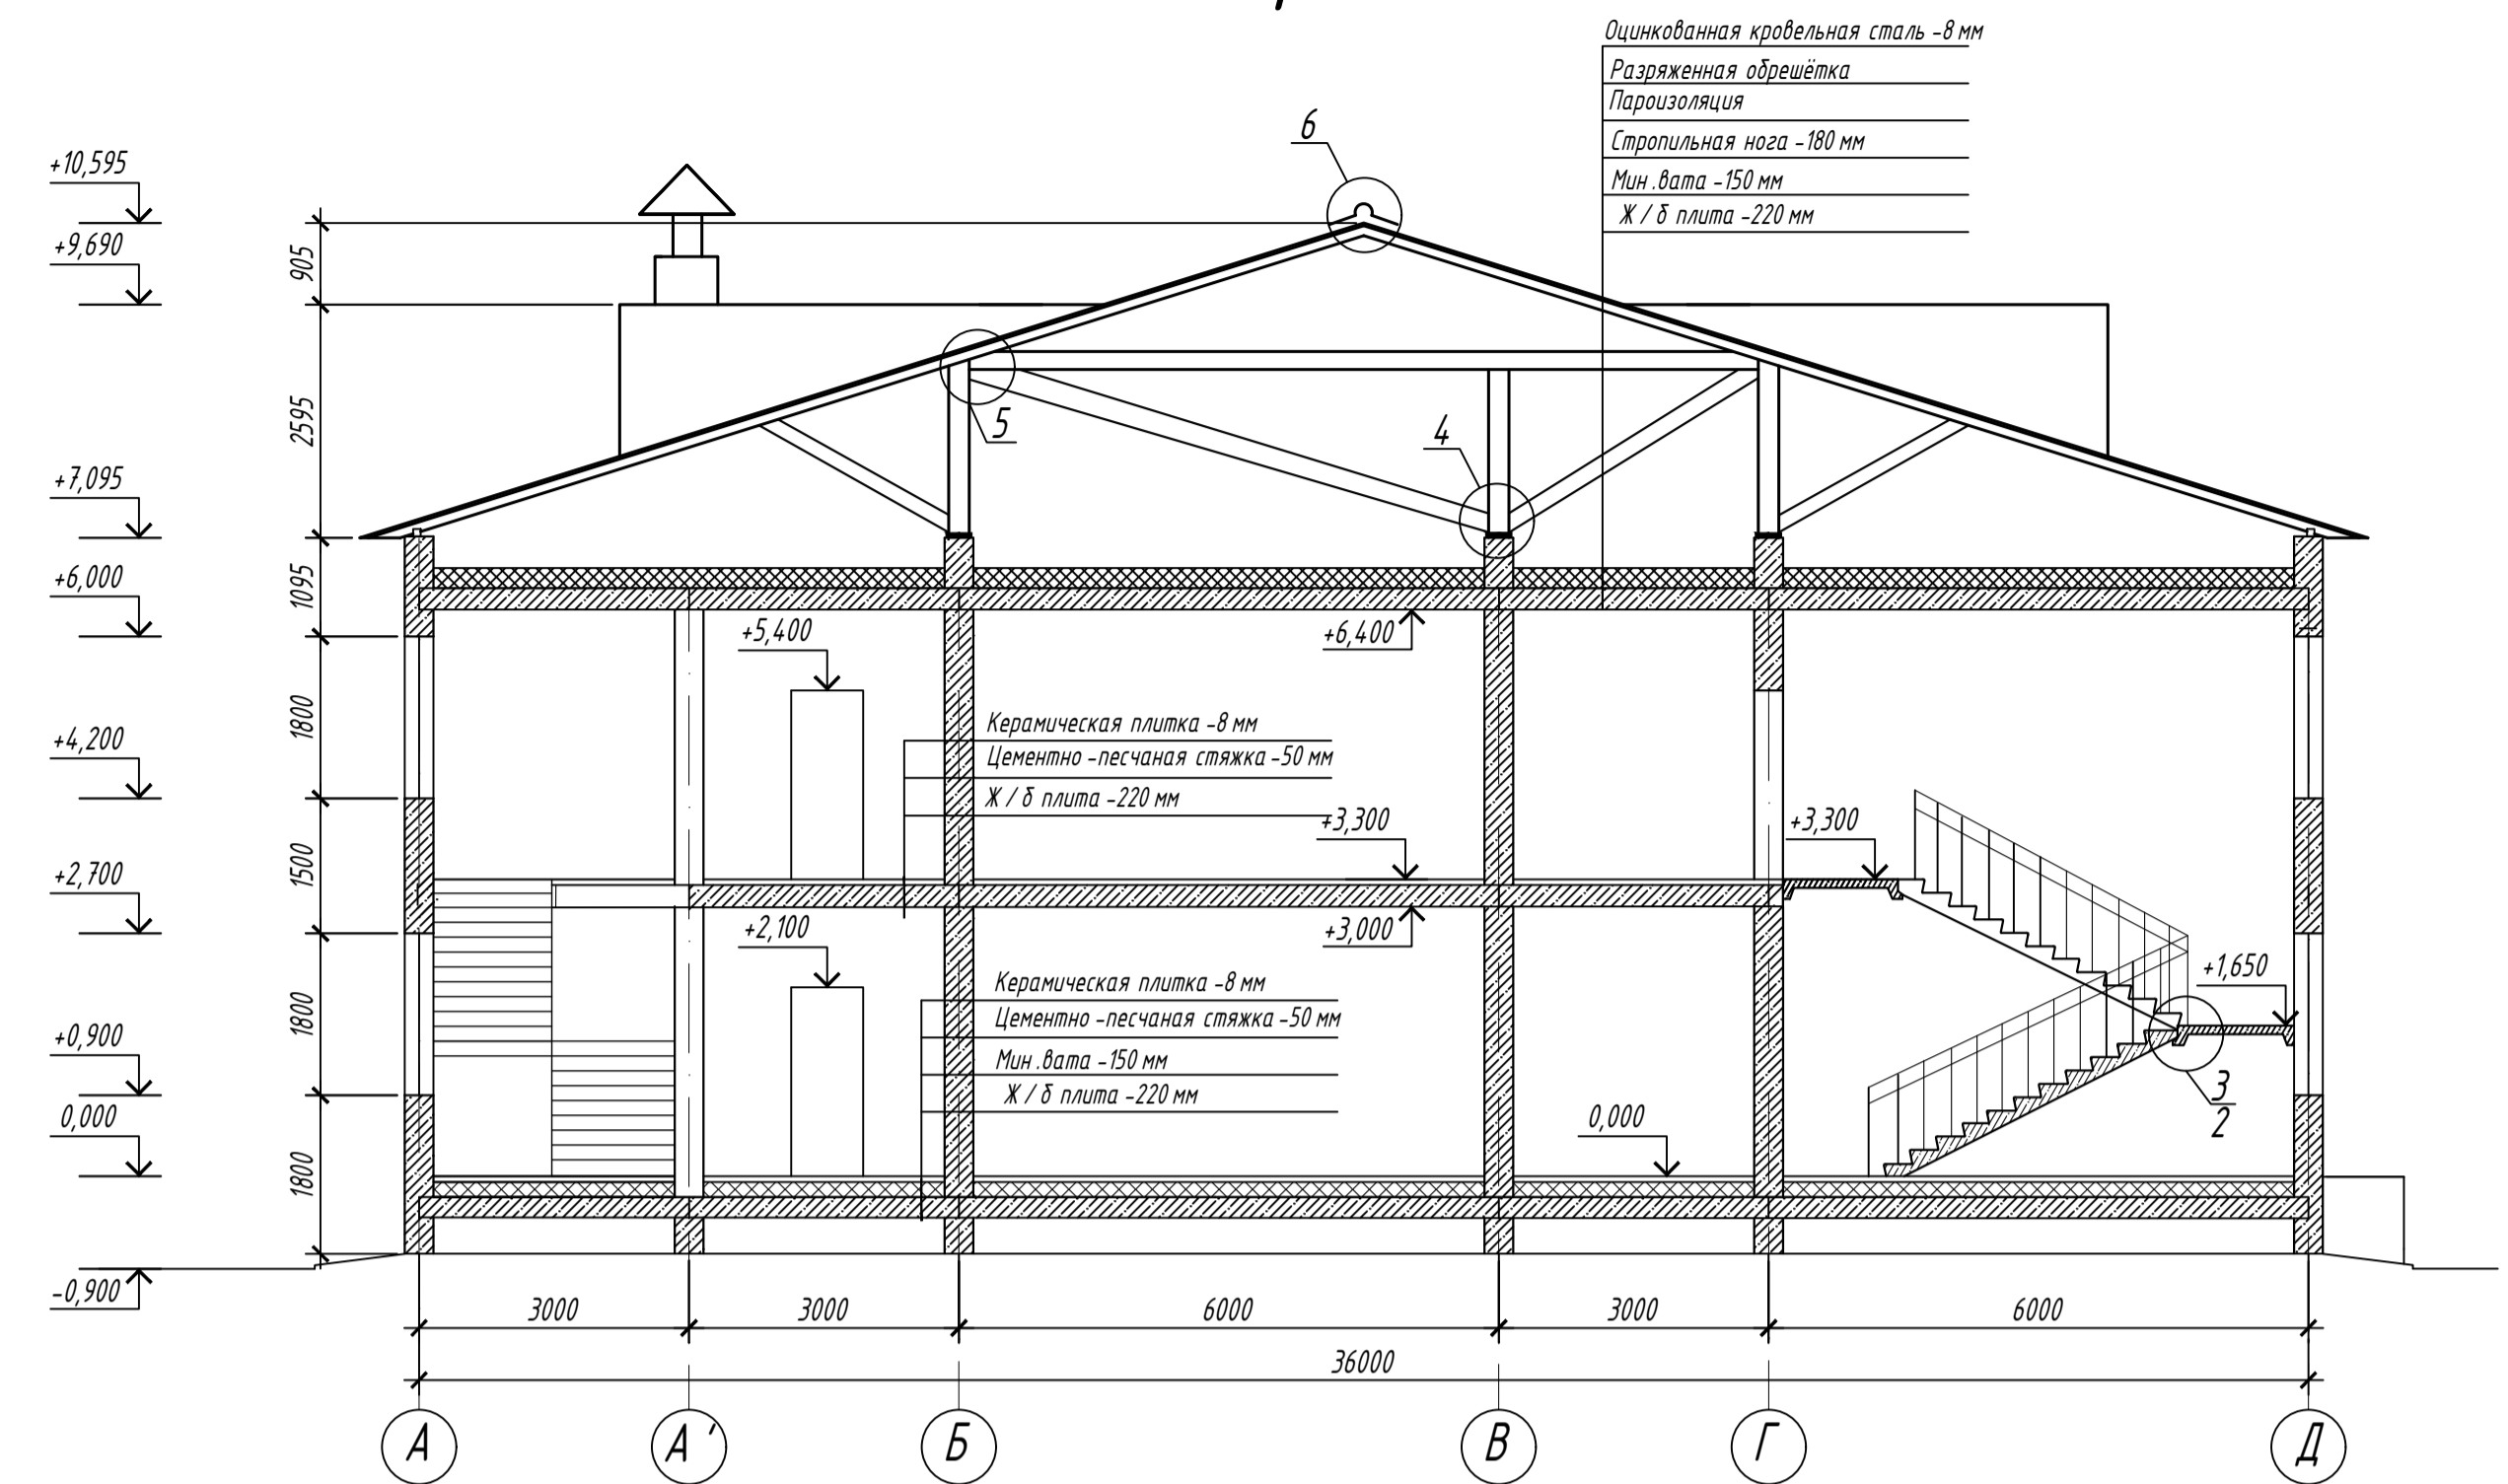 Оцинкованная кровельная сталь -8 мм
Разряженная обрешётка
Пароизоляция
Стропильная нога -180 мм
Мин.вата -150 мм
Ж/б плита -220 мм
6
+10,595
+9,690
905
2595
5
4
+7,095
+6,000
1095
+5,400
+6,400
1800
+4,200
Керамическая плитка -8 мм
Цементно-песчаная стяжка -50 мм
Ж/б плита -220 мм
+3,300
+3,300
1500
+2,700
+2,100
+3,000
+1,650
Керамическая плитка -8 мм
Цементно-песчаная стяжка -50 мм
Мин.вата -150 мм
Ж/б плита -220 мм
1800
+0,900
3
2
0,000
0,000
1800
-0,900
3000
3000
6000
3000
6000
36000
А
А'
Б
В
Г
Д